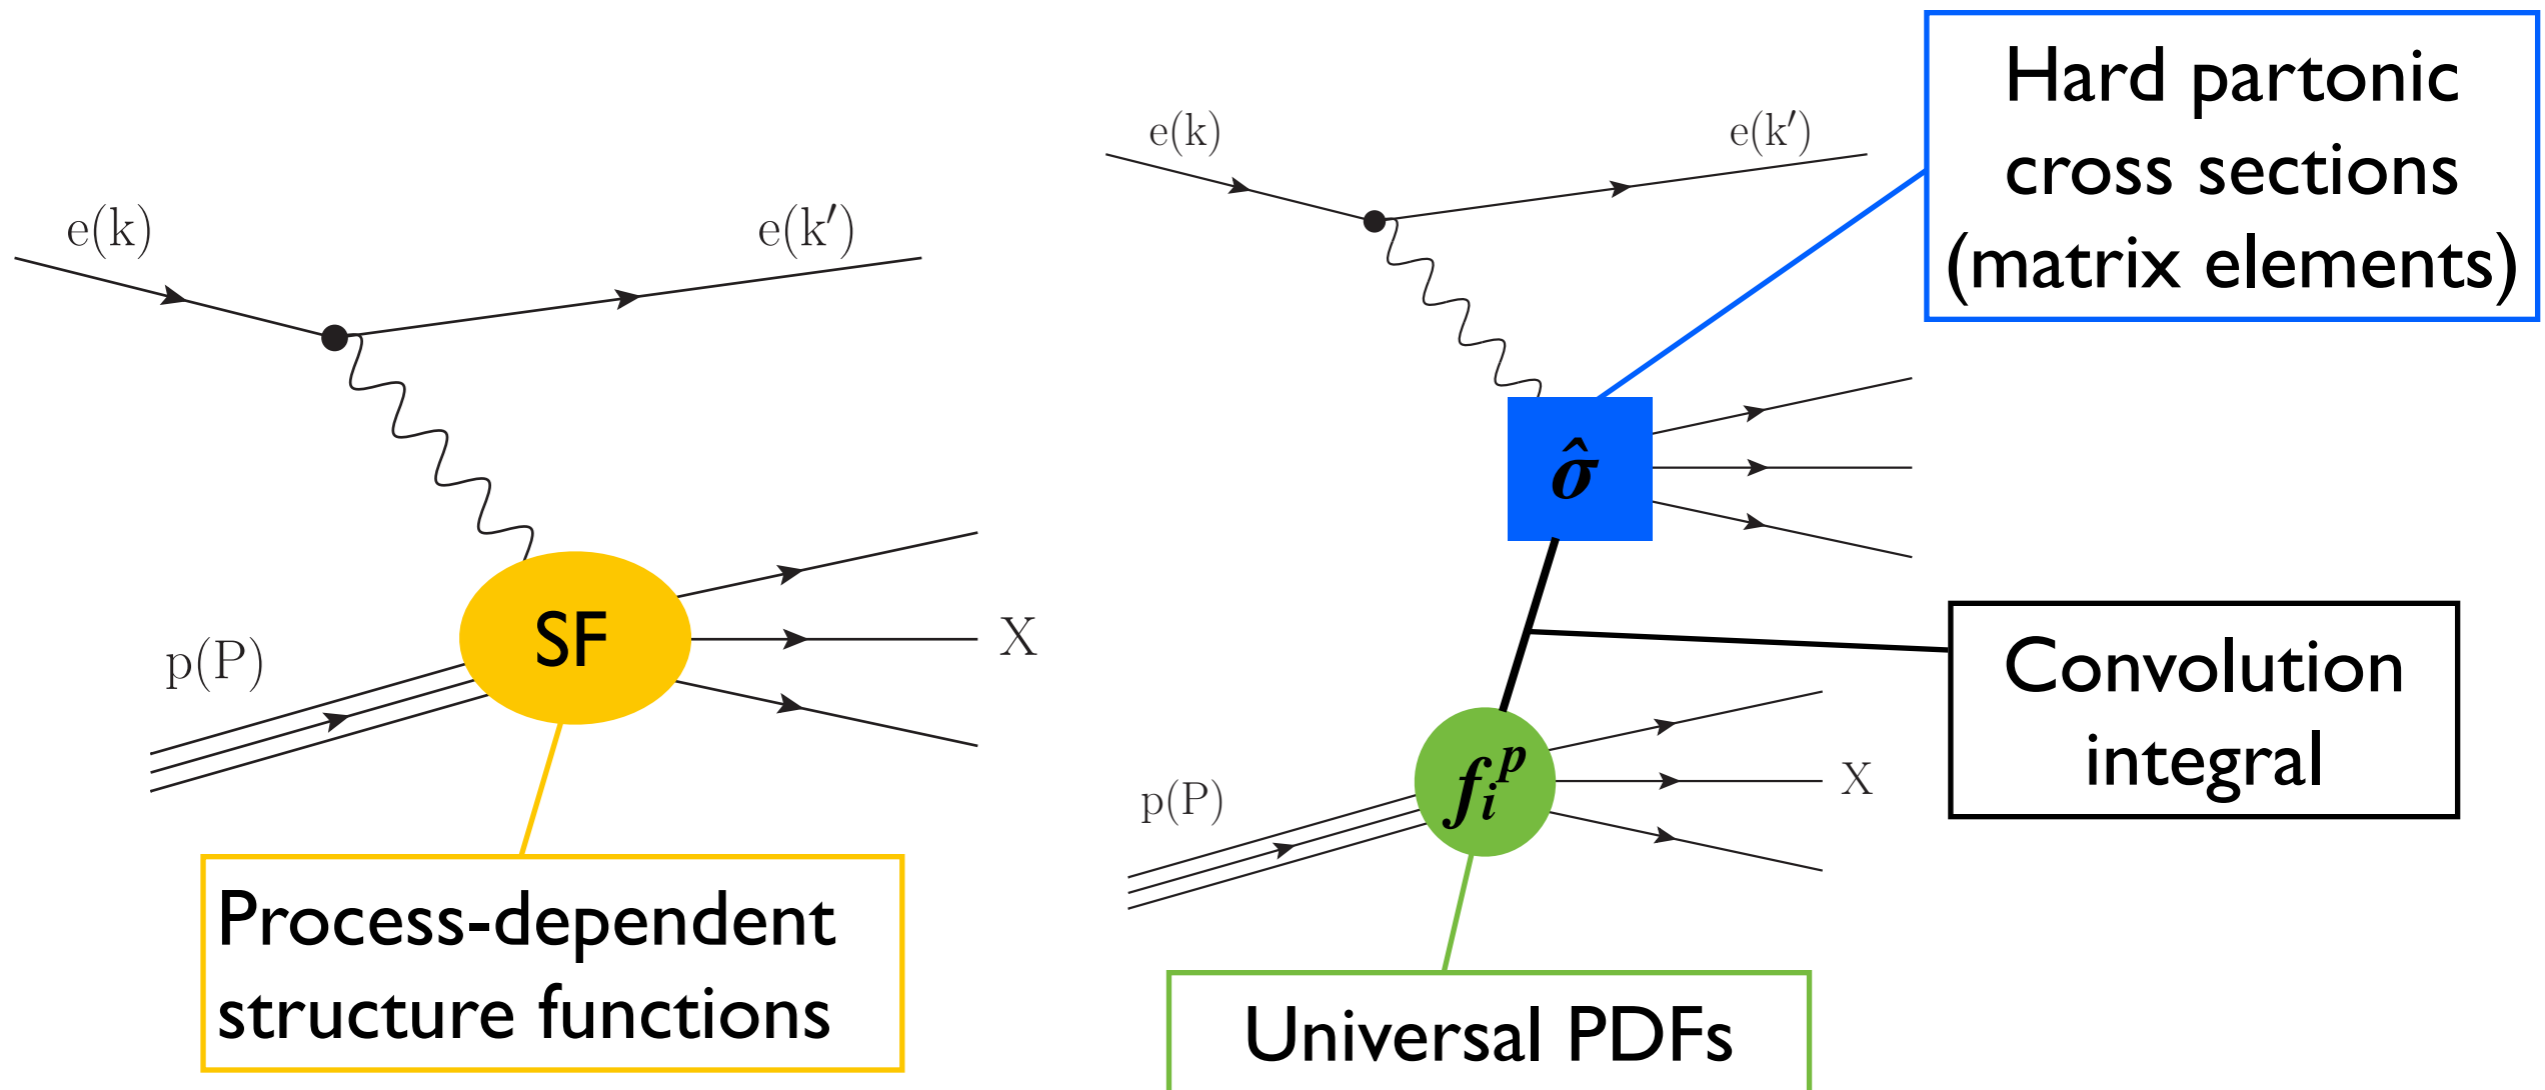 e(k)
e(k′)
SF
p(P)
X
Process-dependent
structure functions
e(k)
e(k′)
Hard partonic
cross sections
(matrix elements)
σ̂
Convolution
integral
f_i^p
p(P)
X
Universal PDFs